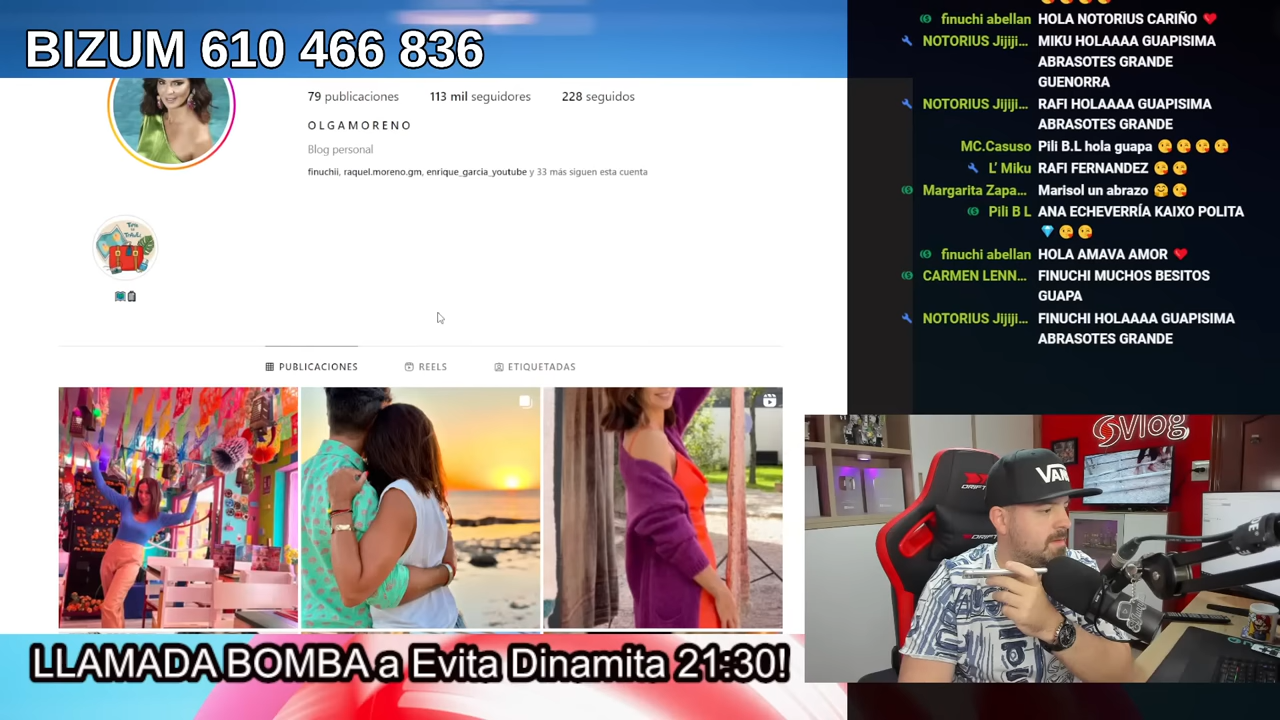 BIZUM 610 466 836
79 publicaciones 113 mil seguidores 228 seguidos
OLGAMORENO
Blog personal
finuchii, raquel.moreno.gm, enrique_garcia_youtube y 33 más siguen esta cuenta
PUBLICACIONES REELS ETIQUETADAS
LLAMADA BOMBA a Evita Dinamita 21:30!
finuchi abellan HOLA NOTORIUS CARIÑO ❤️
NOTORIUS Jijiji... MIKU HOLAAAA GUAPISIMA
ABRASOTES GRANDE
GUENORRA
NOTORIUS Jijiji... RAFI HOLAAAA GUAPISIMA
ABRASOTES GRANDE
MC.Casuso Pili B.L hola guapa 😘😘😘😘
L' Miku RAFI FERNANDEZ 😘😘
Margarita Zapa... Marisol un abrazo 🤗😘
Pili B L ANA ECHEVERRÍA KAIXO POLITA
💎😘😘
finuchi abellan HOLA AMAVA AMOR ❤️
CARMEN LENN... FINUCHI MUCHOS BESITOS
GUAPA
NOTORIUS Jijiji... FINUCHI HOLAAAA GUAPISIMA
ABRASOTES GRANDE
GVlog
VAN
DRIFT